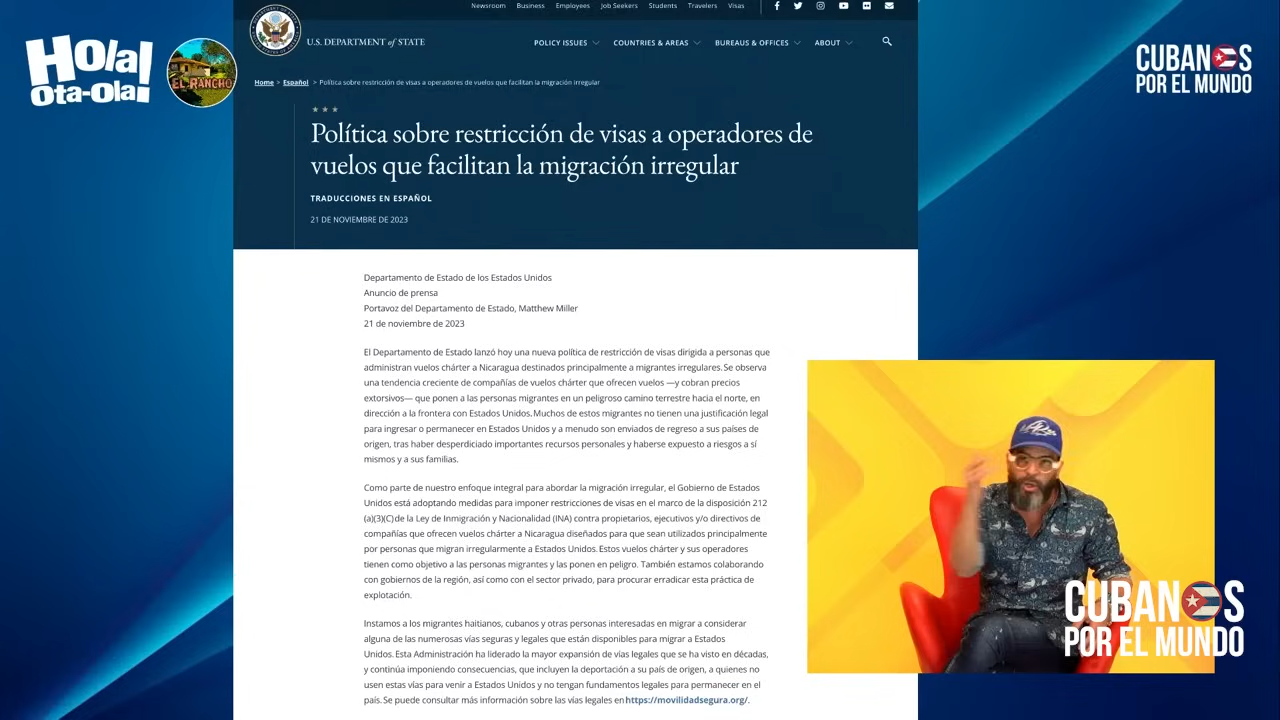 Newsroom Business Employees Job Seekers Students Travelers Visas
Hola!
Ota-Ola!
EL RANCHO
U.S. DEPARTMENT of STATE
POLICY ISSUES COUNTRIES & AREAS BUREAUS & OFFICES ABOUT
CUBANOS
POR EL MUNDO
Home > Español > Política sobre restricción de visas a operadores de vuelos que facilitan la migración irregular
Política sobre restricción de visas a operadores de
vuelos que facilitan la migración irregular
TRADUCCIONES EN ESPAÑOL
21 DE NOVIEMBRE DE 2023
Departamento de Estado de los Estados Unidos
Anuncio de prensa
Portavoz del Departamento de Estado, Matthew Miller
21 de noviembre de 2023
El Departamento de Estado lanzó hoy una nueva política de restricción de visas dirigida a personas que
administran vuelos chárter a Nicaragua destinados principalmente a migrantes irregulares. Se observa
una tendencia creciente de compañías de vuelos chárter que ofrecen vuelos —y cobran precios
extorsivos— que ponen a las personas migrantes en un peligroso camino terrestre hacia el norte, en
dirección a la frontera con Estados Unidos. Muchos de estos migrantes no tienen una justificación legal
para ingresar o permanecer en Estados Unidos y a menudo son enviados de regreso a sus países de
origen, tras haber desperdiciado importantes recursos personales y haberse expuesto a riesgos a sí
mismos y a sus familias.
Como parte de nuestro enfoque integral para abordar la migración irregular, el Gobierno de Estados
Unidos está adoptando medidas para imponer restricciones de visas en el marco de la disposición 212
(a)(3)(C) de la Ley de Inmigración y Nacionalidad (INA) contra propietarios, ejecutivos y/o directivos de
compañías que ofrecen vuelos chárter a Nicaragua diseñados para que sean utilizados principalmente
por personas que migran irregularmente a Estados Unidos. Estos vuelos chárter y sus operadores
tienen como objetivo a las personas migrantes y las ponen en peligro. También estamos colaborando
con gobiernos de la región, así como con el sector privado, para procurar erradicar esta práctica de
explotación.
Instamos a los migrantes haitianos, cubanos y otras personas interesadas en migrar a considerar
alguna de las numerosas vías seguras y legales que están disponibles para migrar a Estados
Unidos. Esta Administración ha liderado la mayor expansión de vías legales que se ha visto en décadas,
y continúa imponiendo consecuencias, que incluyen la deportación a su país de origen, a quienes no
usen estas vías para venir a Estados Unidos y no tengan fundamentos legales para permanecer en el
país. Se puede consultar más información sobre las vías legales en https://movilidadsegura.org/.
CUBANOS
POR EL MUNDO